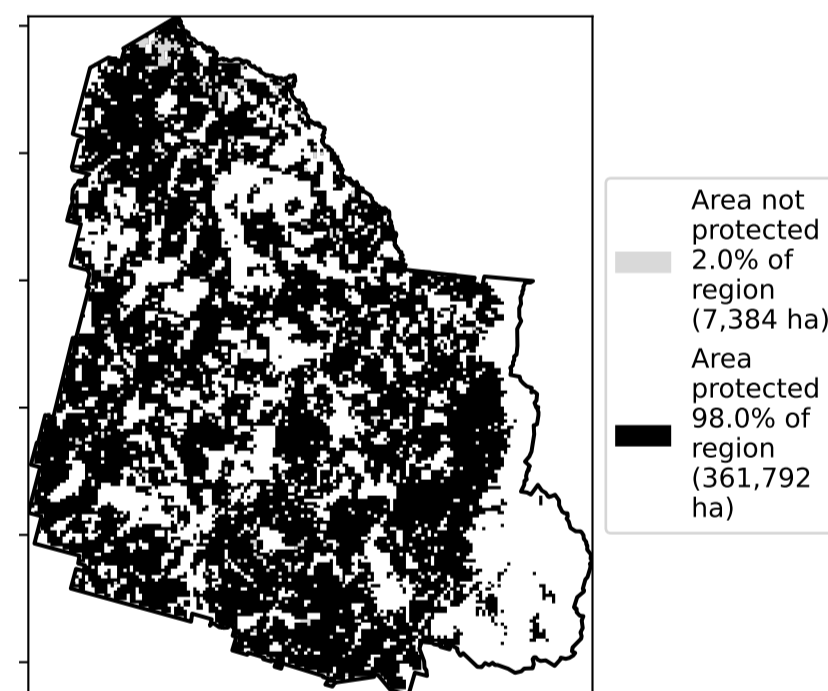 Area not
protected
2.0% of
region
(7,384 ha)
Area
protected
98.0% of
region
(361,792
ha)